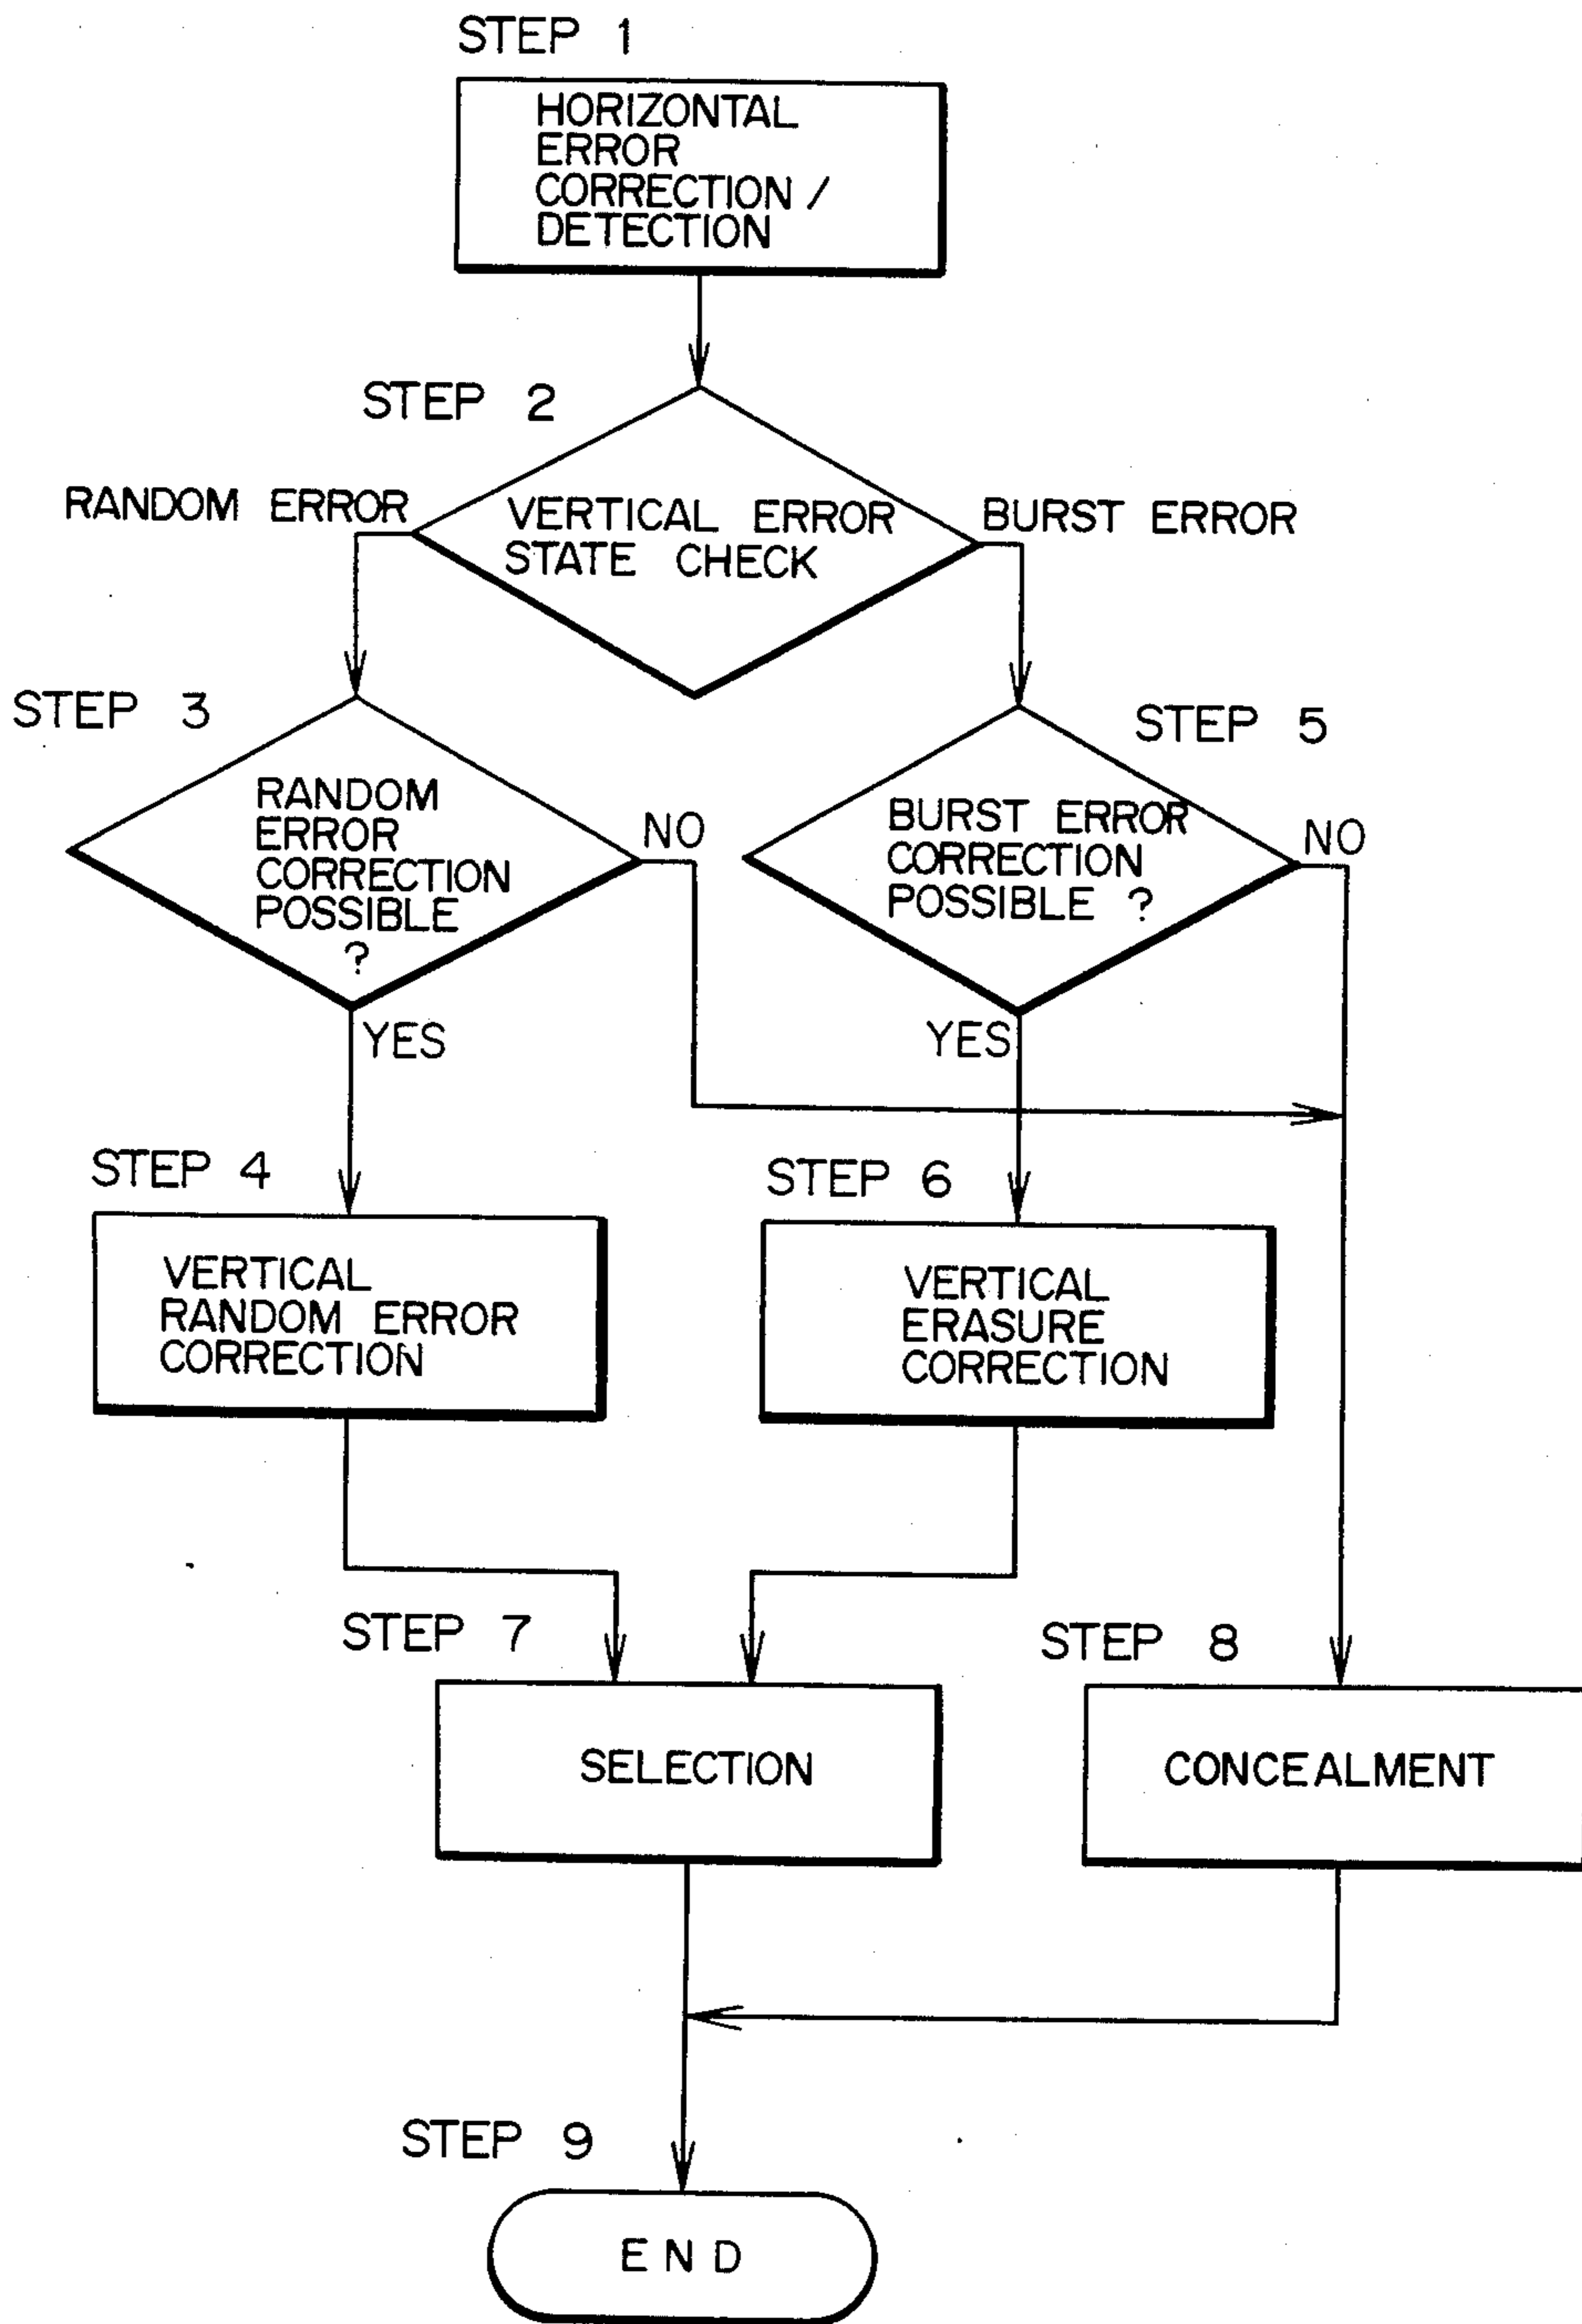 STEP 1
HORIZONTAL
ERROR
CORRECTION /
DETECTION
STEP 2
RANDOM ERROR
VERTICAL ERROR
STATE CHECK
BURST ERROR
STEP 3
RANDOM
ERROR
CORRECTION
POSSIBLE
?
NO
YES
STEP 5
BURST ERROR
CORRECTION
POSSIBLE ?
NO
YES
STEP 4
VERTICAL
RANDOM ERROR
CORRECTION
STEP 6
VERTICAL
ERASURE
CORRECTION
STEP 7
SELECTION
STEP 8
CONCEALMENT
STEP 9
END